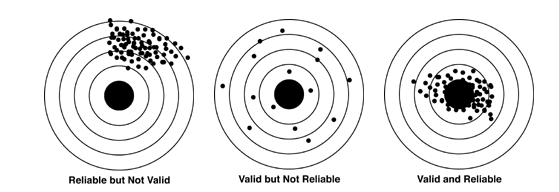 Reliable but Not Valid
Valid but Not Reliable
Valid and Reliable